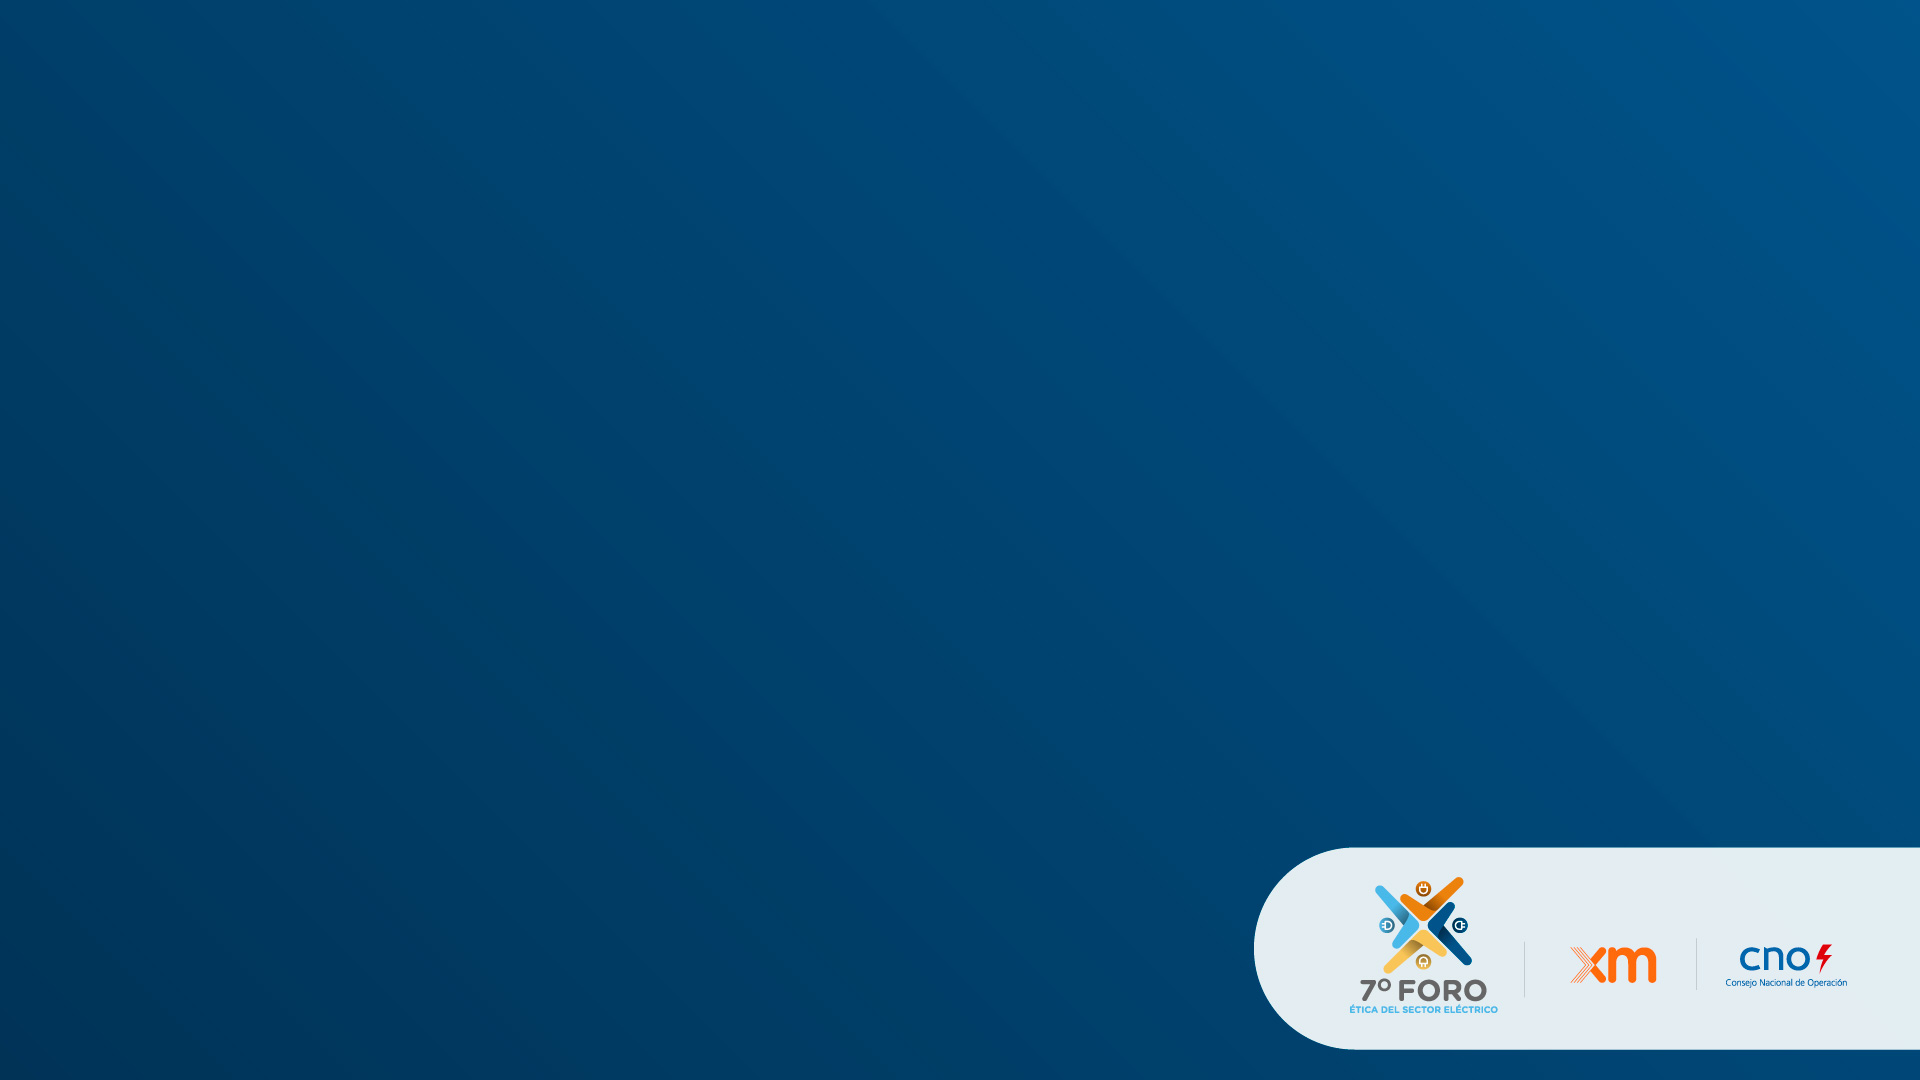 7º FORO
ÉTICA DEL SECTOR ELÉCTRICO
xm
cno
Consejo Nacional de Operación